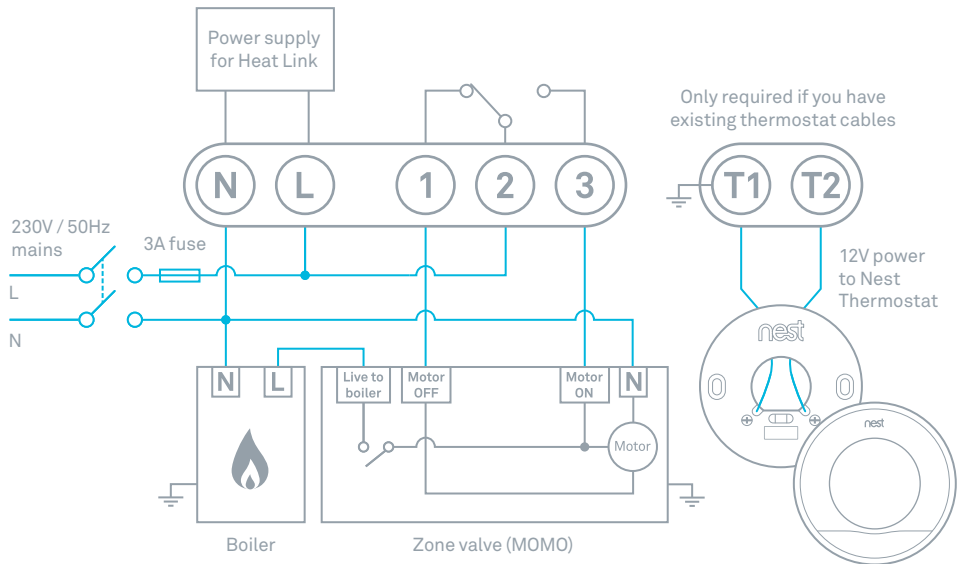 Power supply
for Heat Link
Only required if you have
existing thermostat cables
N
L
1
2
3
T1
T2
230V / 50Hz
mains
3A fuse
L
N
12V power
to Nest
Thermostat
nest
N
L
Live to
boiler
Motor
OFF
Motor
ON
N
Motor
nest
Boiler
Zone valve (MOMO)